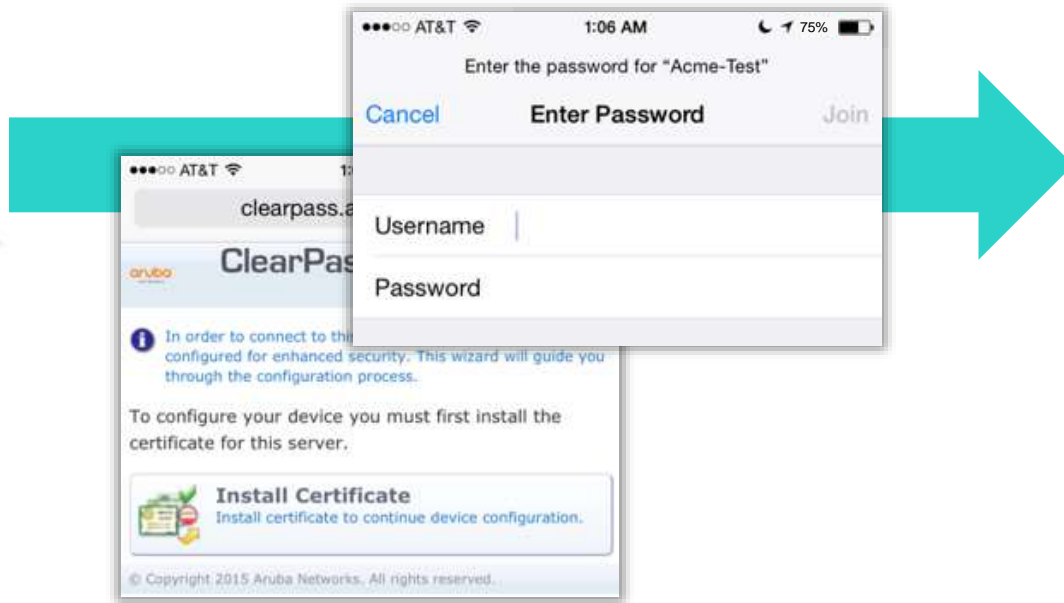 AT&T 1:06 AM 75%
Enter the password for “Acme-Test”
Cancel Enter Password Join
Username
Password
AT&T
clearpass.a
aruba
ClearPas
In order to connect to thi
configured for enhanced security. This wizard will guide you
through the configuration process.
To configure your device you must first install the
certificate for this server.
Install Certificate
Install certificate to continue device configuration.
© Copyright 2015 Aruba Networks. All rights reserved.